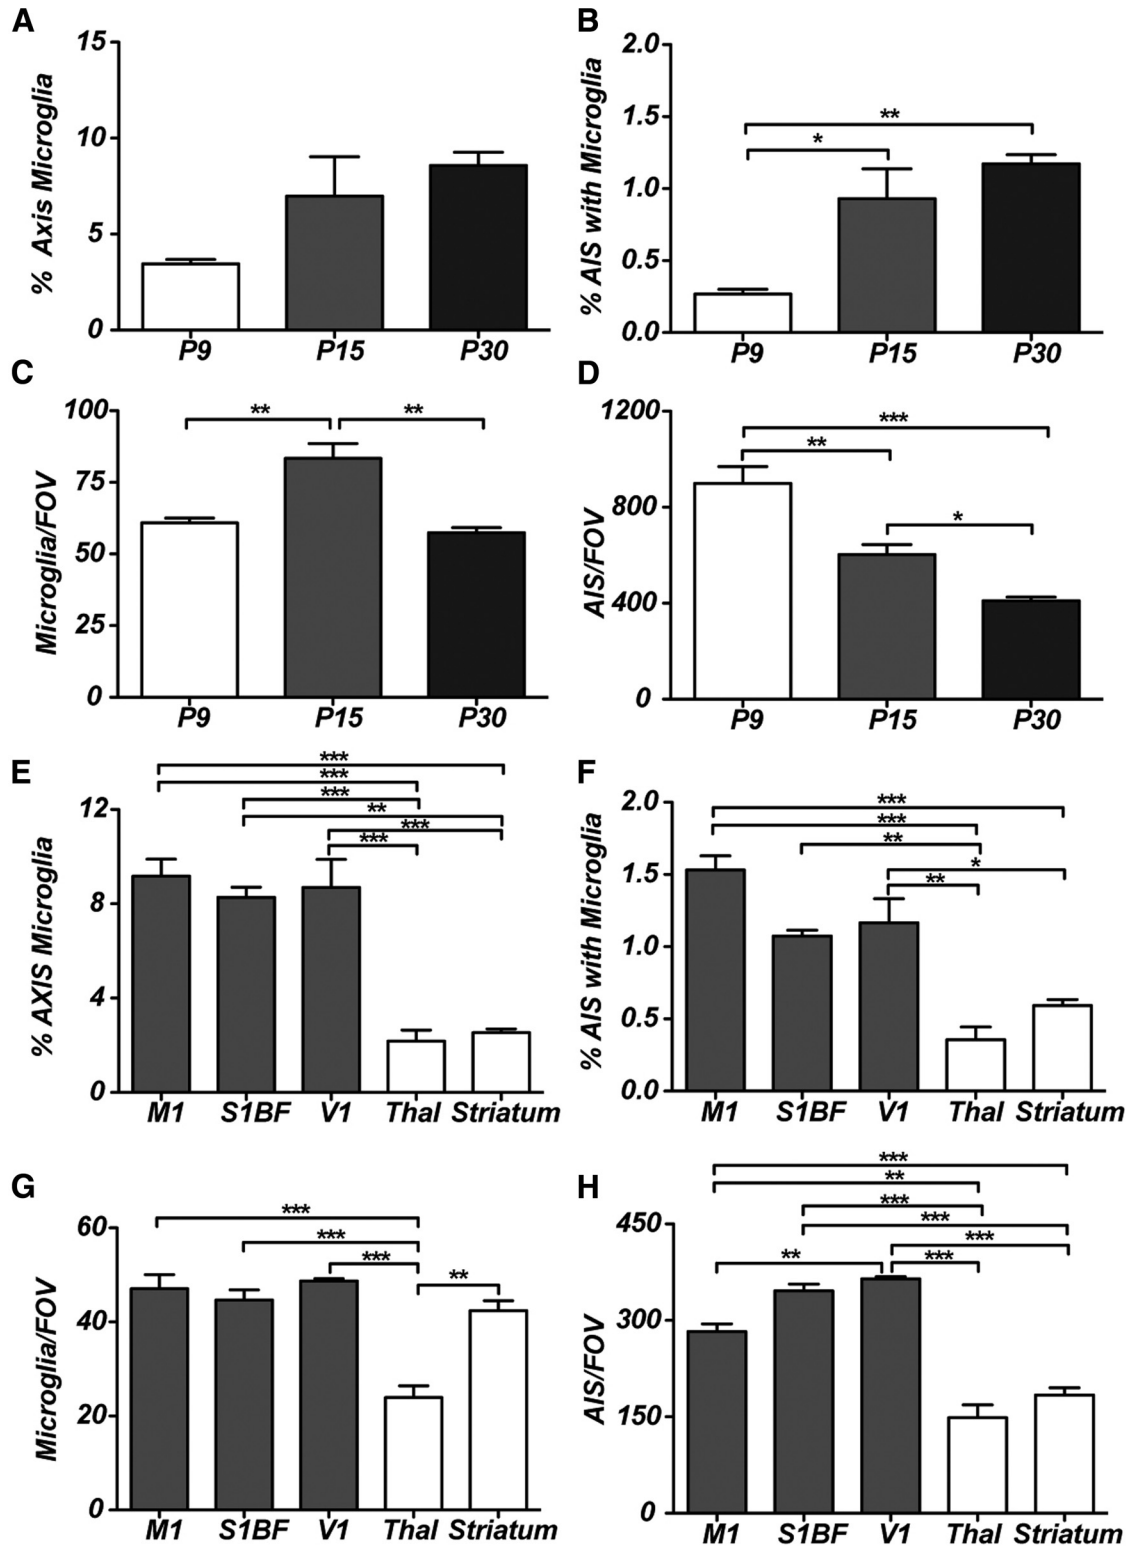 A
15
10
5
0
% Axis Microglia
P9 P15 P30
B
2.0
1.5
1.0
0.5
0.0
% AIS with Microglia
**
*
P9 P15 P30
C
100
75
50
25
0
Microglia/FOV
** **
P9 P15 P30
D
1200
800
400
0
AIS/FOV
***
**
*
P9 P15 P30
E
12
8
4
0
% AXIS Microglia
***
***
***
**
***
***
M1 S1BF V1 Thal Striatum
F
2.0
1.5
1.0
0.5
0.0
% AIS with Microglia
***
***
**
*
**
M1 S1BF V1 Thal Striatum
G
60
40
20
0
Microglia/FOV
***
***
***
**
M1 S1BF V1 Thal Striatum
H
450
300
150
0
AIS/FOV
***
**
***
***
***
** ***
M1 S1BF V1 Thal Striatum